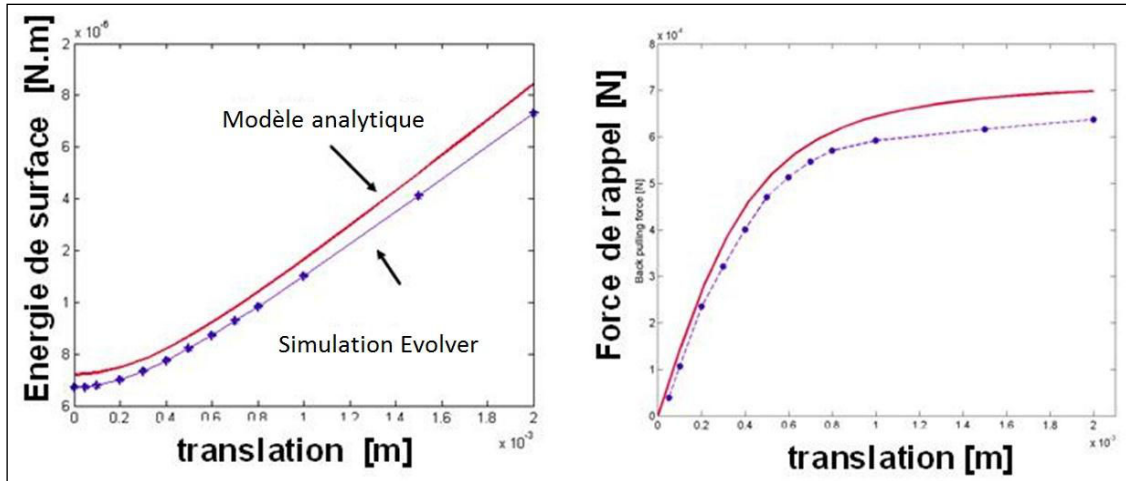 Energie de surface [N.m]
x 10⁻⁶
2
8
6
4
2
1
8
6
Modèle analytique
Simulation Evolver
0 0.2 0.4 0.6 0.8 1 1.2 1.4 1.6 1.8 2
x 10⁻³
translation [m]
Force de rappel [N]
Back pulling force [N]
x 10⁻⁴
8
7
6
5
4
3
2
1
0
0 0.2 0.4 0.6 0.8 1 1.2 1.4 1.6 1.8 2
translation [m]